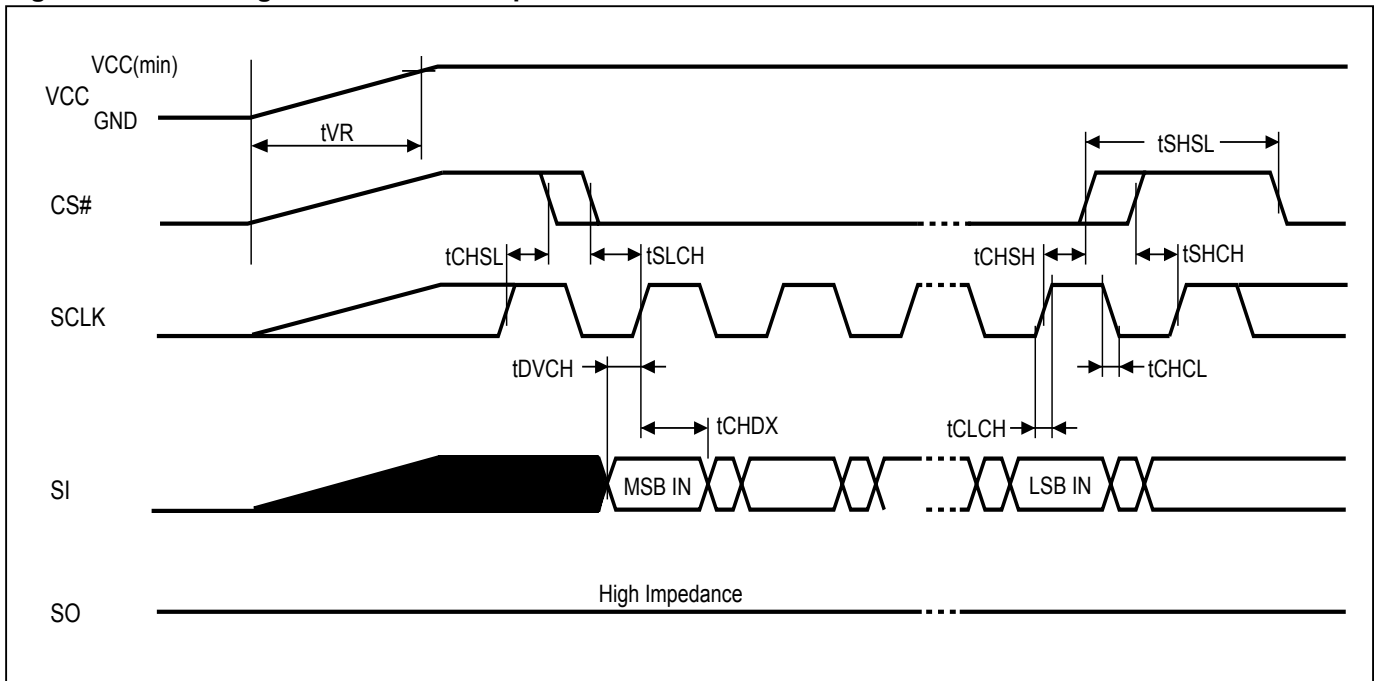 VCC(min)
VCC
GND
tVR
tSHSL
CS#
tCHSL
tSLCH
tCHSH
tSHCH
SCLK
tDVCH
tCHCL
tCHDX
tCLCH
SI
MSB IN
LSB IN
High Impedance
SO